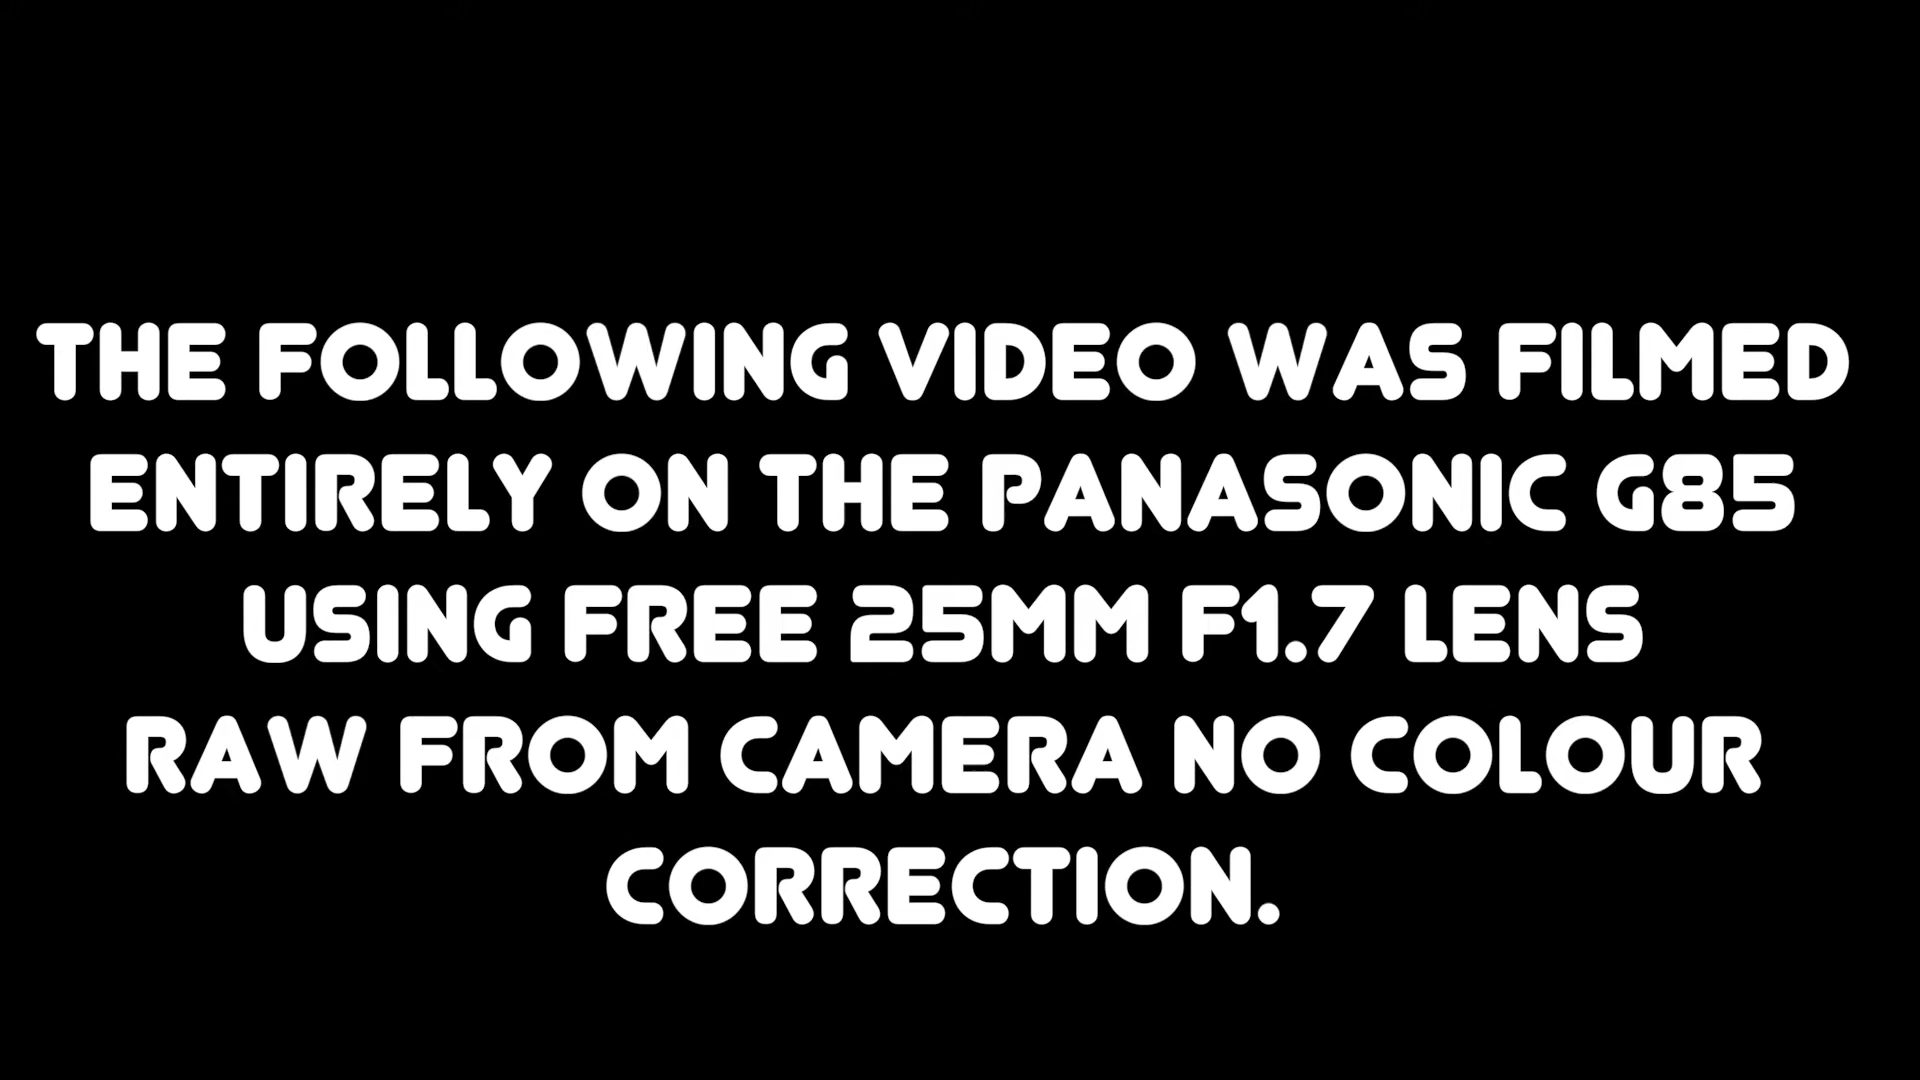 THE FOLLOWING VIDEO WAS FILMED
ENTIRELY ON THE PANASONIC G85
USING FREE 25MM F1.7 LENS
RAW FROM CAMERA NO COLOUR
CORRECTION.